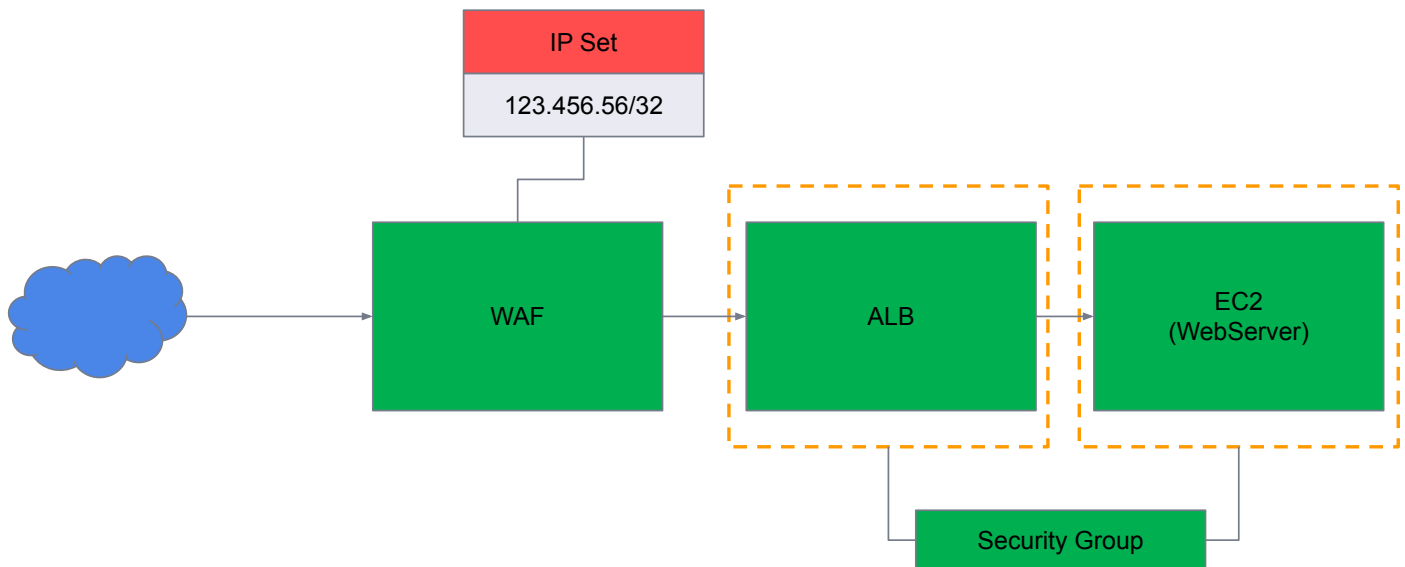 IP Set
123.456.56/32
WAF
ALB
EC2
(WebServer)
Security Group